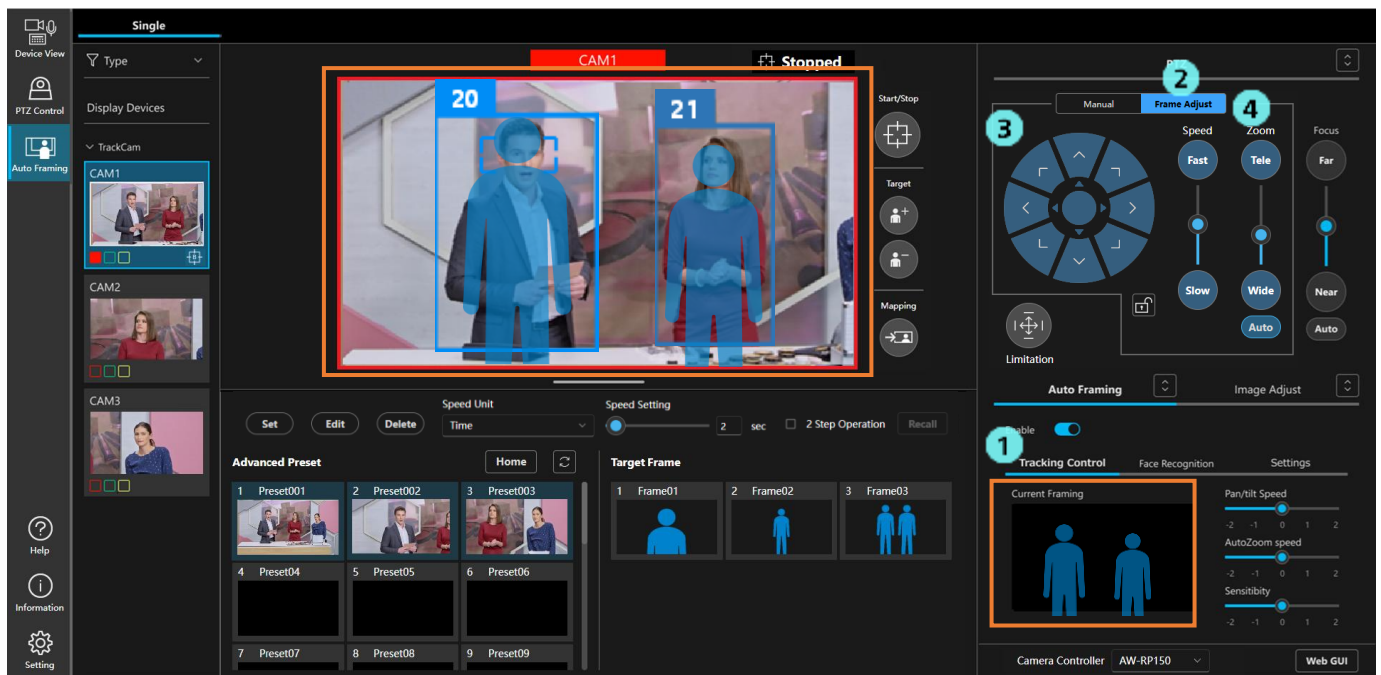 Single
Device View
PTZ Control
Auto Framing
Help
Information
Setting
Type
Display Devices
TrackCam
CAM1
CAM2
CAM3
CAM1
Stopped
20
21
Start/Stop
Target
Mapping
Set
Edit
Delete
Speed Unit
Time
Speed Setting
2 sec
2 Step Operation
Recall
Advanced Preset
Home
1 Preset001
2 Preset002
3 Preset003
4 Preset04
5 Preset05
6 Preset06
7 Preset07
8 Preset08
9 Preset09
Target Frame
1 Frame01
2 Frame02
3 Frame03
PTZ
2
Manual
Frame Adjust
3
4
Speed
Zoom
Focus
Fast
Tele
Far
Slow
Wide
Near
Auto
Auto
Limitation
Auto Framing
Image Adjust
Enable
1
Tracking Control
Face Recognition
Settings
Current Framing
Pan/tilt Speed
-2 -1 0 1 2
AutoZoom speed
-2 -1 0 1 2
Sensitibity
-2 -1 0 1 2
Camera Controller
AW-RP150
Web GUI